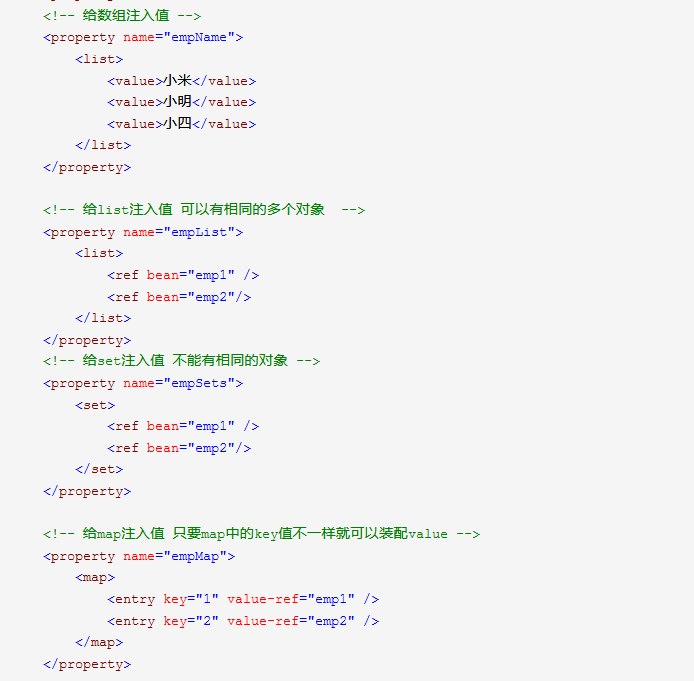 <!-- 给数组注入值 -->
<property name="empName">
<list>
<value>小米</value>
<value>小明</value>
<value>小四</value>
</list>
</property>
<!-- 给list注入值 可以有相同的多个对象  -->
<property name="empList">
<list>
<ref bean="emp1" />
<ref bean="emp2"/>
</list>
</property>
<!-- 给set注入值 不能有相同的对象 -->
<property name="empSets">
<set>
<ref bean="emp1" />
<ref bean="emp2"/>
</set>
</property>
<!-- 给map注入值 只要map中的key值不一样就可以装配value -->
<property name="empMap">
<map>
<entry key="1" value-ref="emp1" />
<entry key="2" value-ref="emp2" />
</map>
</property>